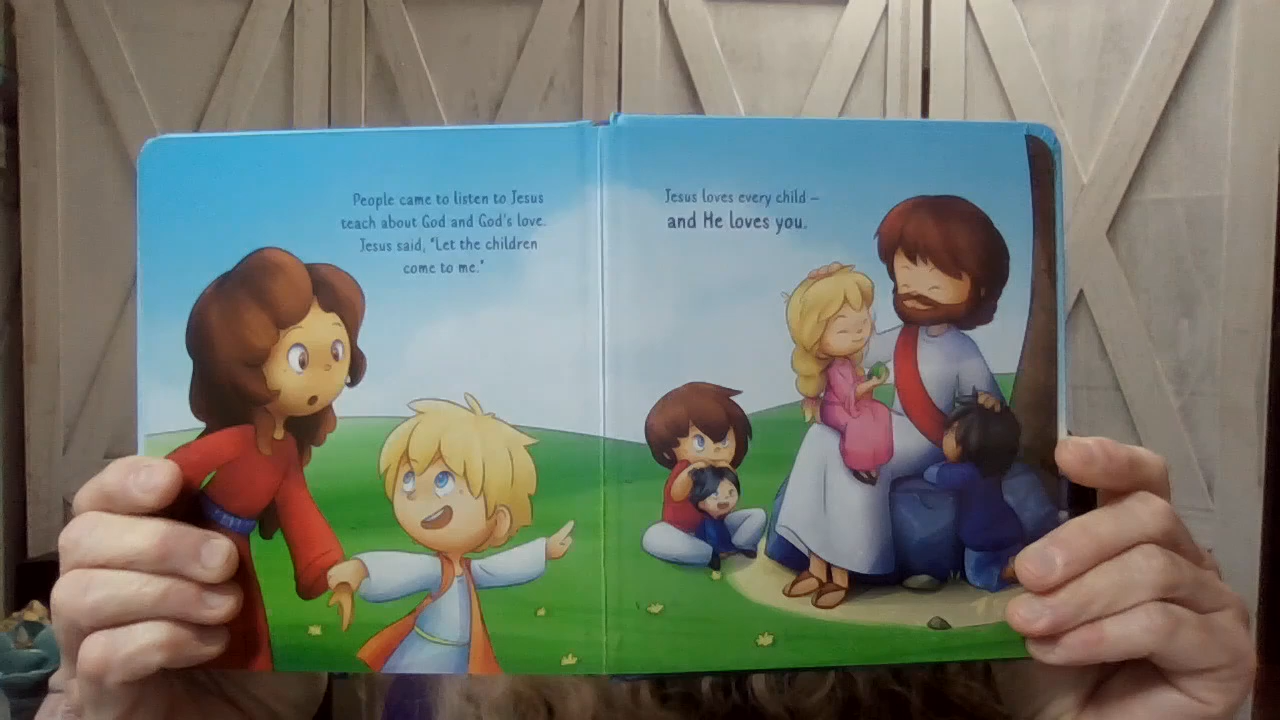 People came to listen to Jesus
teach about God and God's love.
Jesus said, "Let the children
come to me."
Jesus loves every child –
and He loves you.